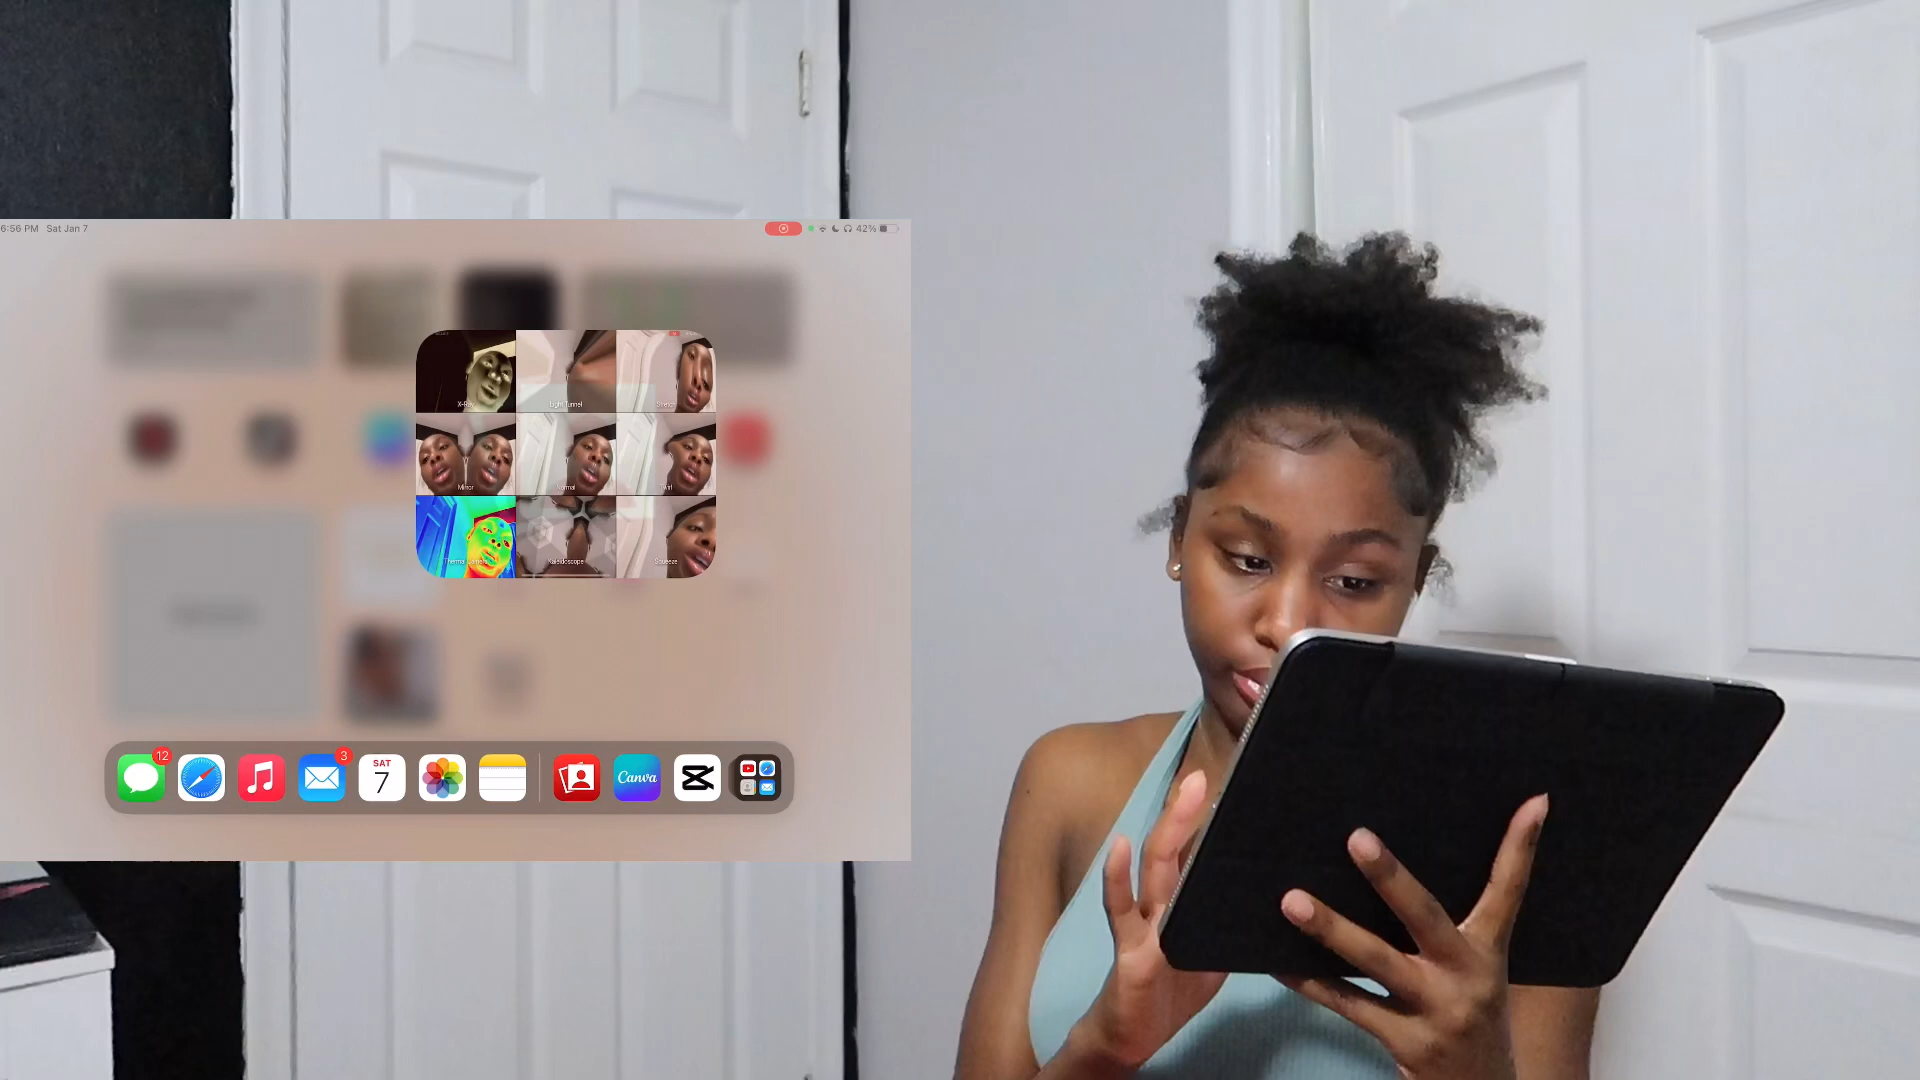 6:56 PM Sat Jan 7
42%
X-Ray
Light Tunnel
Stretch
Mirror
Normal
Twirl
Thermal Camera
Kaleidoscope
Squeeze
12
3
SAT
7
Canva